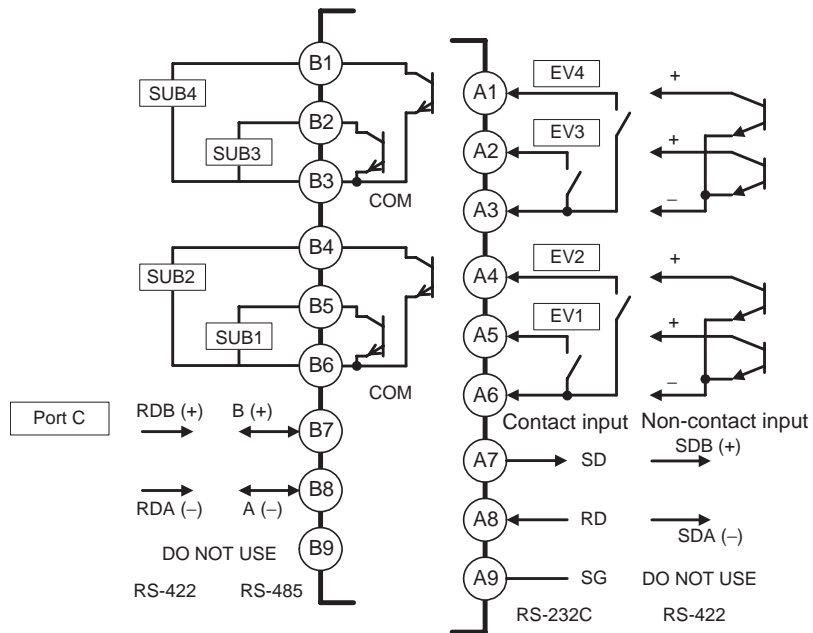 B1
SUB4
B2
SUB3
B3
COM
B4
SUB2
B5
SUB1
B6
COM
Port C
RDB (+) B (+)
B7
RDA (−) A (−)
B8
DO NOT USE
B9
RS-422 RS-485
A1
EV4
+
A2
EV3
+
A3
−
A4
EV2
+
A5
EV1
+
A6
−
Contact input Non-contact input
A7
SD
SDB (+)
A8
RD
SDA (−)
A9
SG
DO NOT USE
RS-232C RS-422